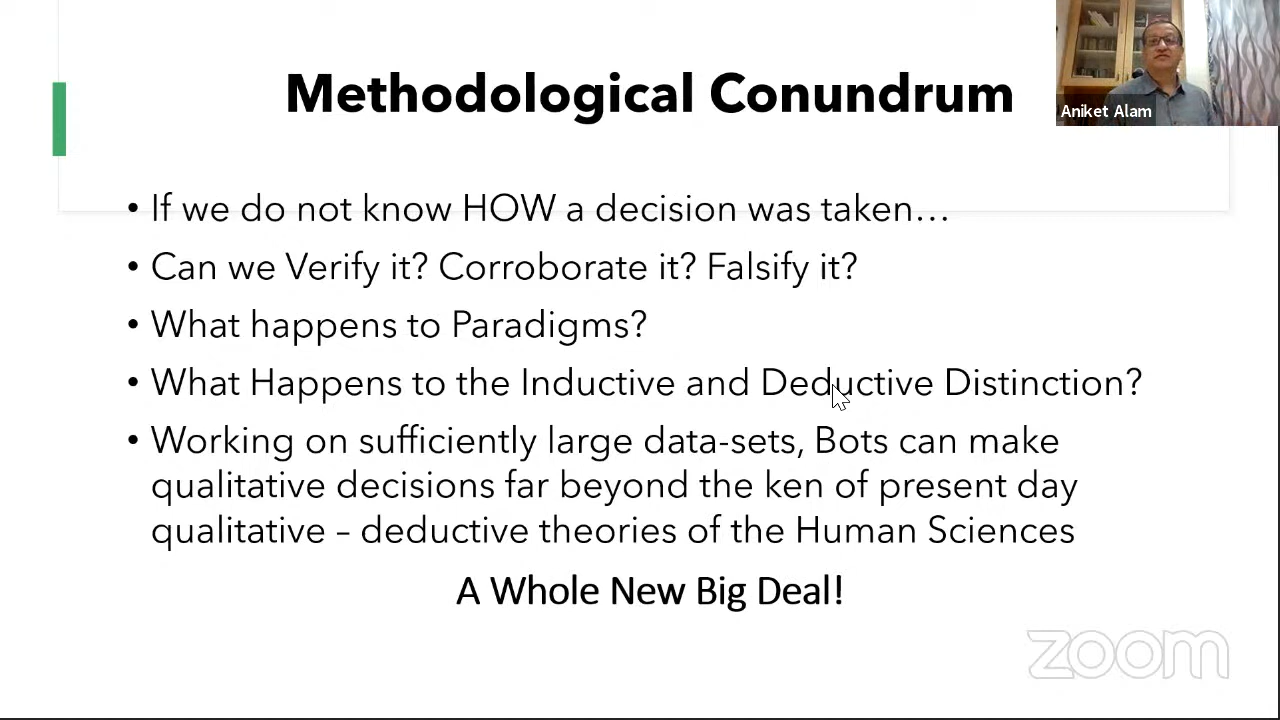 Methodological Conundrum
Aniket Alam
• If we do not know HOW a decision was taken…
• Can we Verify it? Corroborate it? Falsify it?
• What happens to Paradigms?
• What Happens to the Inductive and Deductive Distinction?
• Working on sufficiently large data-sets, Bots can make
qualitative decisions far beyond the ken of present day
qualitative – deductive theories of the Human Sciences
A Whole New Big Deal!
zoom